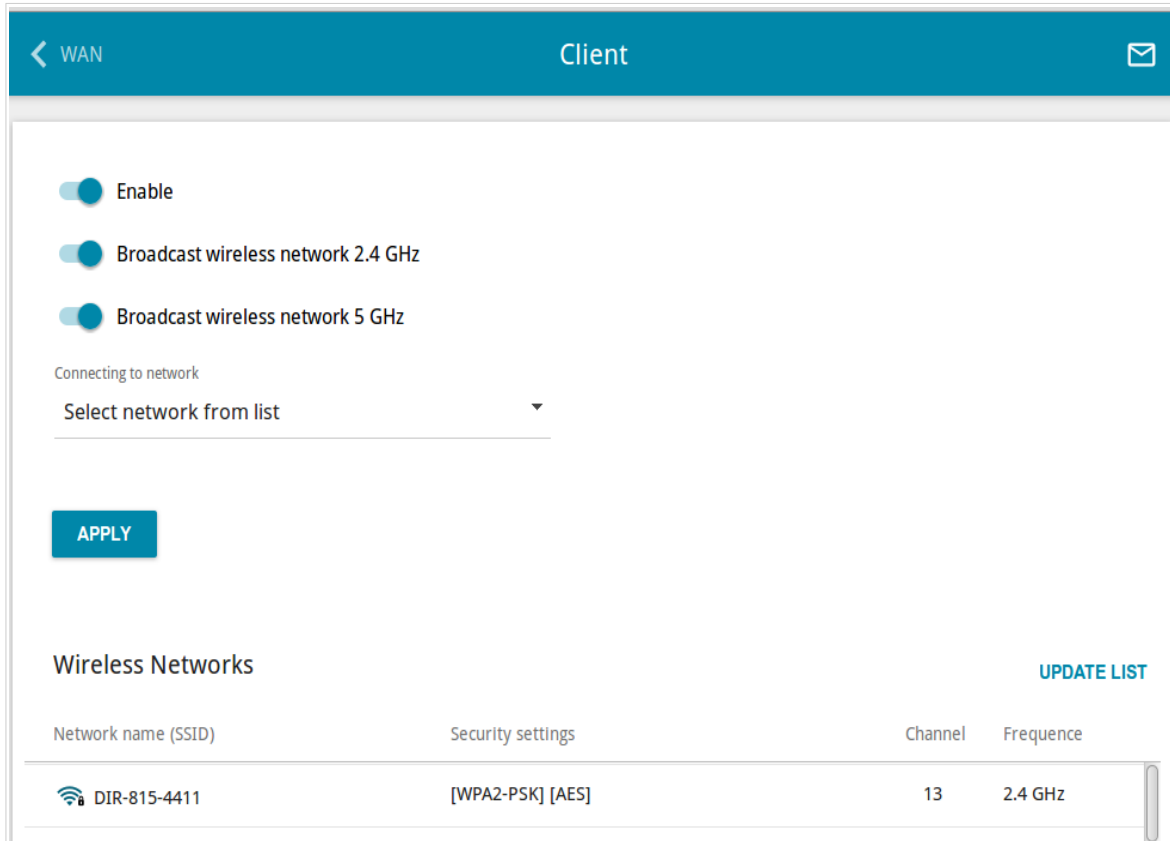 WAN Client
Enable
Broadcast wireless network 2.4 GHz
Broadcast wireless network 5 GHz
Connecting to network
Select network from list
APPLY
Wireless Networks
UPDATE LIST
Network name (SSID) Security settings Channel Frequence
DIR-815-4411 [WPA2-PSK] [AES] 13 2.4 GHz